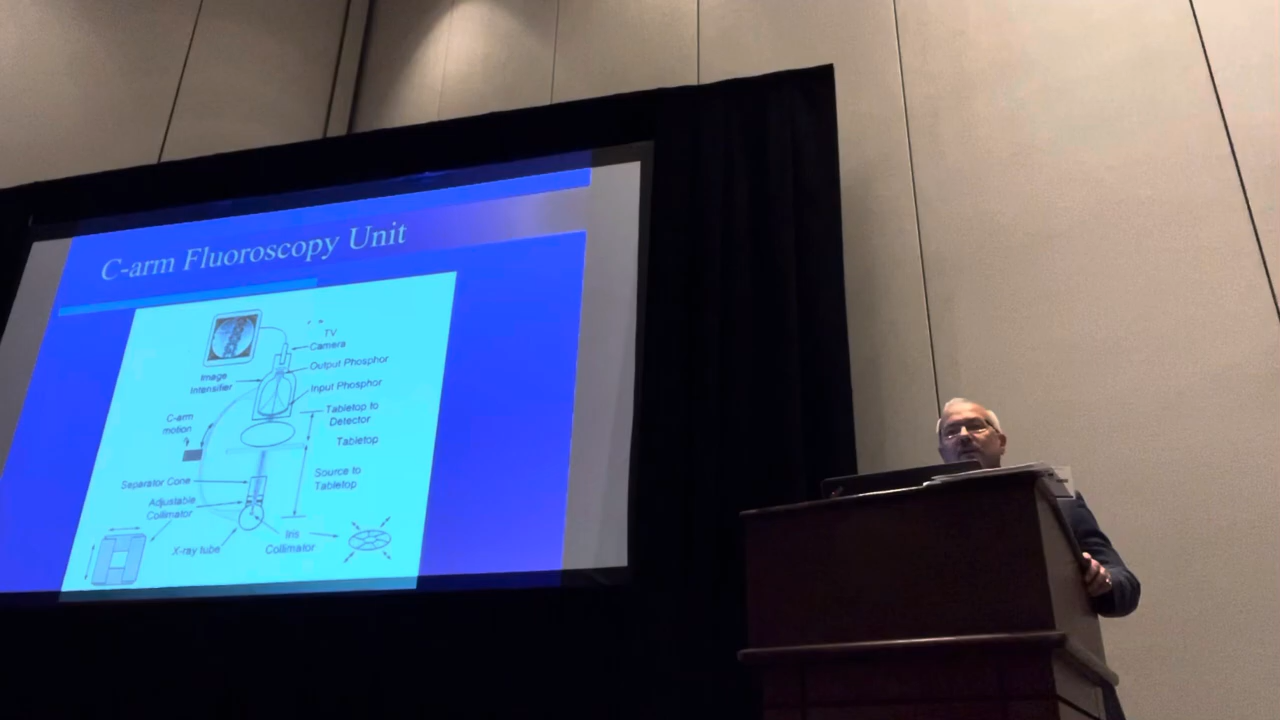 C-arm Fluoroscopy Unit
TV
Camera
Output Phosphor
Image
Intensifier
Input Phosphor
Tabletop to
Detector
C-arm
motion
Tabletop
Source to
Tabletop
Separator Cone
Adjustable
Collimator
X-ray tube
Iris
Collimator